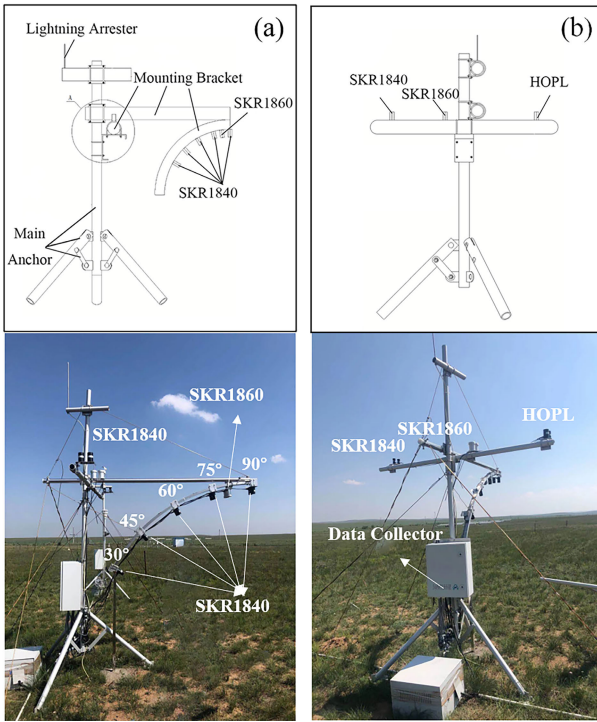 (a)
Lightning Arrester
Mounting Bracket
A
SKR1860
SKR1840
Main
Anchor
(b)
SKR1840
SKR1860
HOPL
SKR1860
SKR1840
90°
75°
60°
45°
30°
SKR1840
HOPL
SKR1860
SKR1840
Data Collector